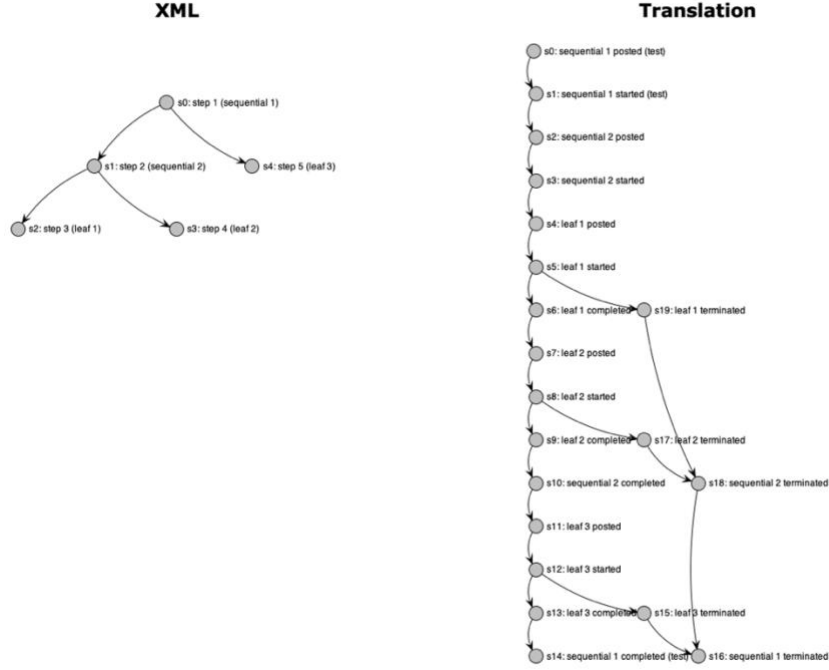 XML
s0: step 1 (sequential 1)
s1: step 2 (sequential 2)
s4: step 5 (leaf 3)
s2: step 3 (leaf 1)
s3: step 4 (leaf 2)
Translation
s0: sequential 1 posted (test)
s1: sequential 1 started (test)
s2: sequential 2 posted
s3: sequential 2 started
s4: leaf 1 posted
s5: leaf 1 started
s6: leaf 1 completed
s19: leaf 1 terminated
s7: leaf 2 posted
s8: leaf 2 started
s9: leaf 2 completed
s17: leaf 2 terminated
s10: sequential 2 completed
s18: sequential 2 terminated
s11: leaf 3 posted
s12: leaf 3 started
s13: leaf 3 completed
s15: leaf 3 terminated
s14: sequential 1 completed (test)
s16: sequential 1 terminated